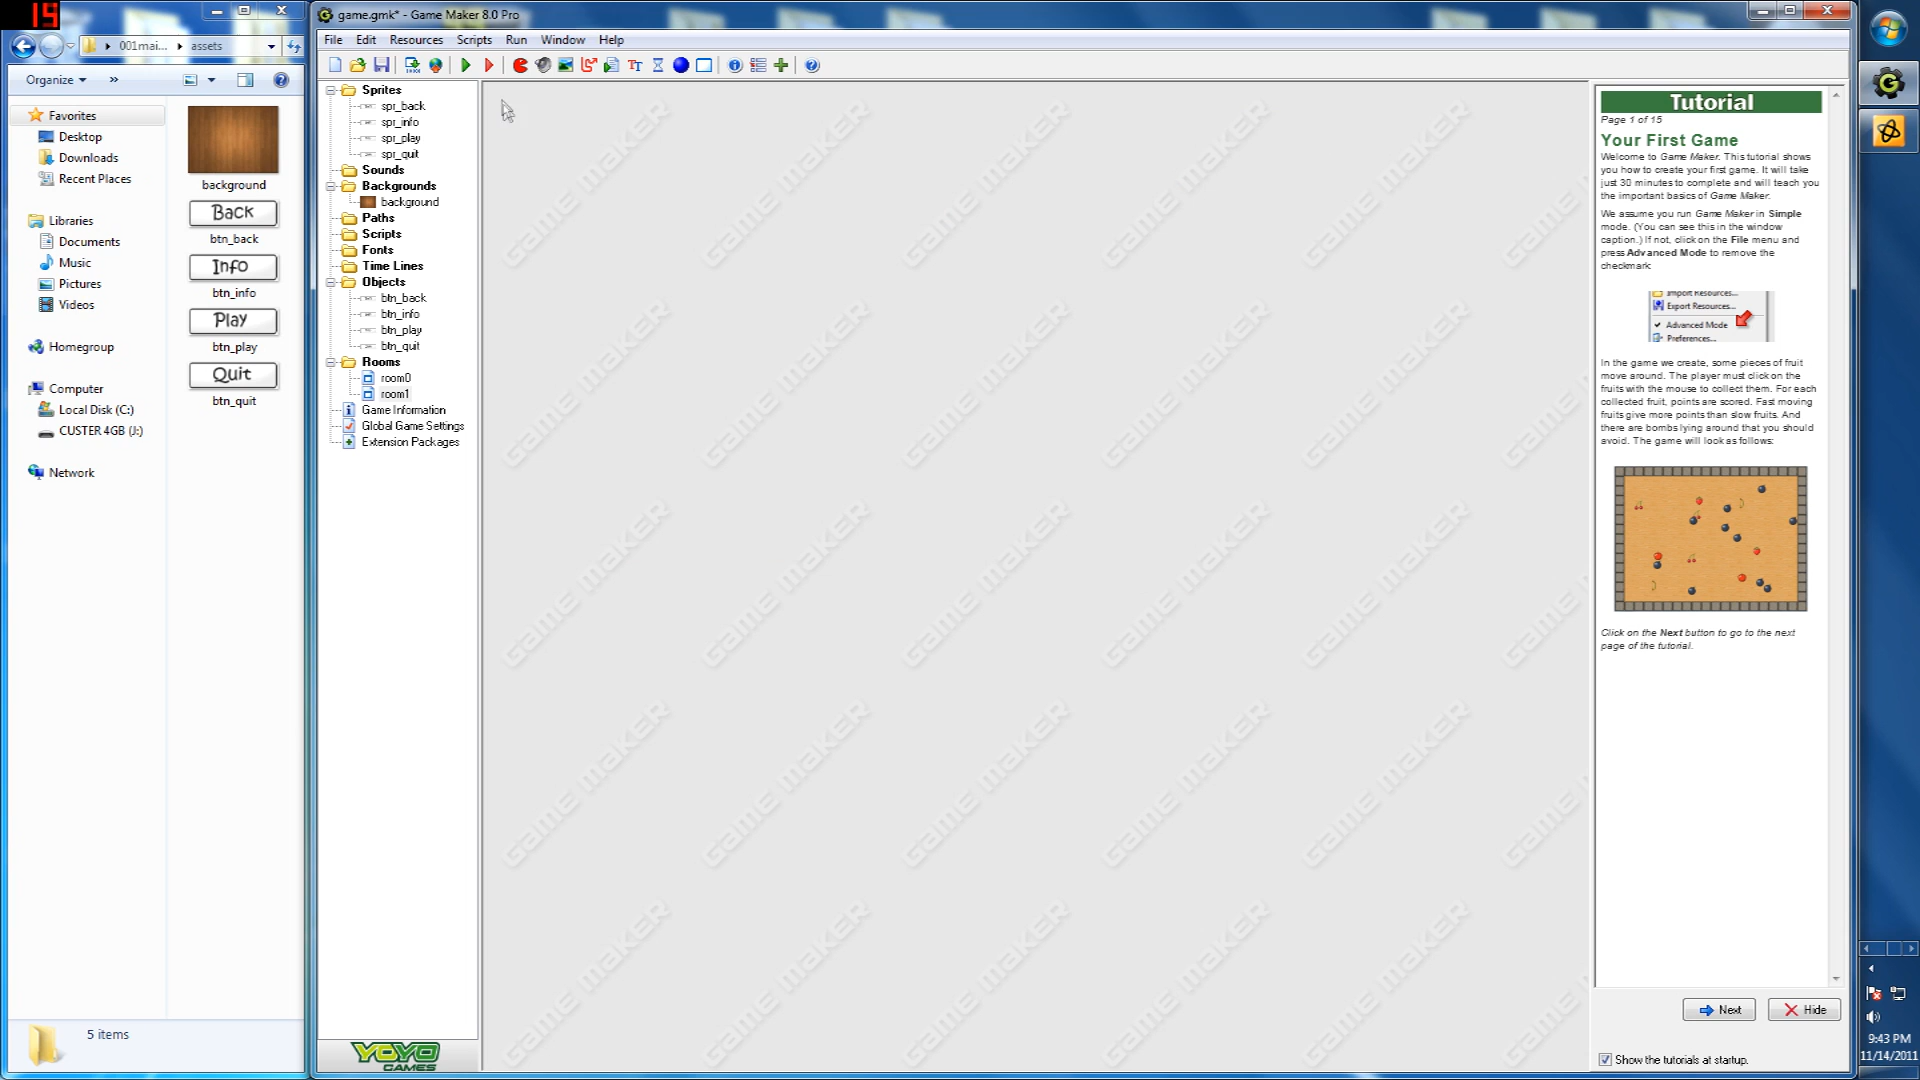 19
001mai...
assets
Organize
»
Favorites
Desktop
Downloads
Recent Places
Libraries
Documents
Music
Pictures
Videos
Homegroup
Computer
Local Disk (C:)
CUSTER 4GB (J:)
Network
background
Back
btn_back
Info
btn_info
Play
btn_play
Quit
btn_quit
5 items
game.gmk* - Game Maker 8.0 Pro
File Edit Resources Scripts Run Window Help
Sprites
spr_back
spr_info
spr_play
spr_quit
Sounds
Backgrounds
background
Paths
Scripts
Fonts
Time Lines
Objects
btn_back
btn_info
btn_play
btn_quit
Rooms
room0
room1
Game Information
Global Game Settings
Extension Packages
YOYO
GAMES
GAME MAKER
Tutorial
Page 1 of 15
Your First Game
Welcome to Game Maker. This tutorial shows
you how to create your first game. It will take
just 30 minutes to complete and will teach you
the important basics of Game Maker.
We assume you run Game Maker in Simple
mode. (You can see this in the window
caption.) If not, click on the File menu and
press Advanced Mode to remove the
checkmark
Import Resources...
Export Resources...
Advanced Mode
Preferences...
In the game we create, some pieces of fruit
move around. The player must click on the
fruits with the mouse to collect them. For each
collected fruit, points are scored. Fast moving
fruits give more points than slow fruits. And
there are bombs lying around that you should
avoid. The game will look as follows:
Click on the Next button to go to the next
page of the tutorial.
Next
Hide
Show the tutorials at startup.
9:43 PM
11/14/2011